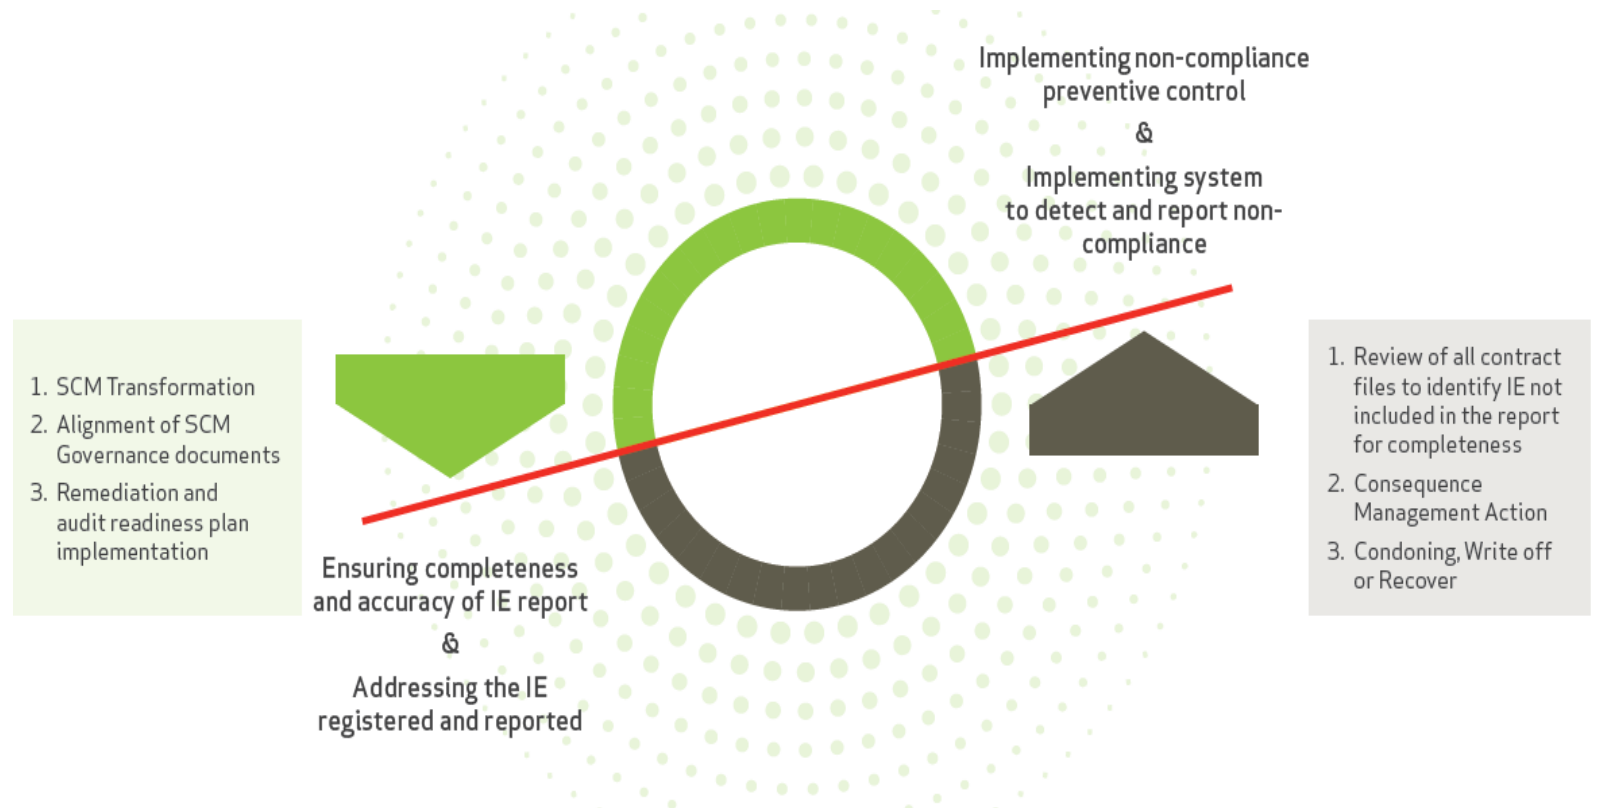 Implementing non-compliance
preventive control
&
Implementing system
to detect and report non-
compliance
1. SCM Transformation
2. Alignment of SCM
Governance documents
3. Remediation and
audit readiness plan
implementation
Ensuring completeness
and accuracy of IE report
&
Addressing the IE
registered and reported
1. Review of all contract
files to identify IE not
included in the report
for completeness
2. Consequence
Management Action
3. Condoning, Write off
or Recover